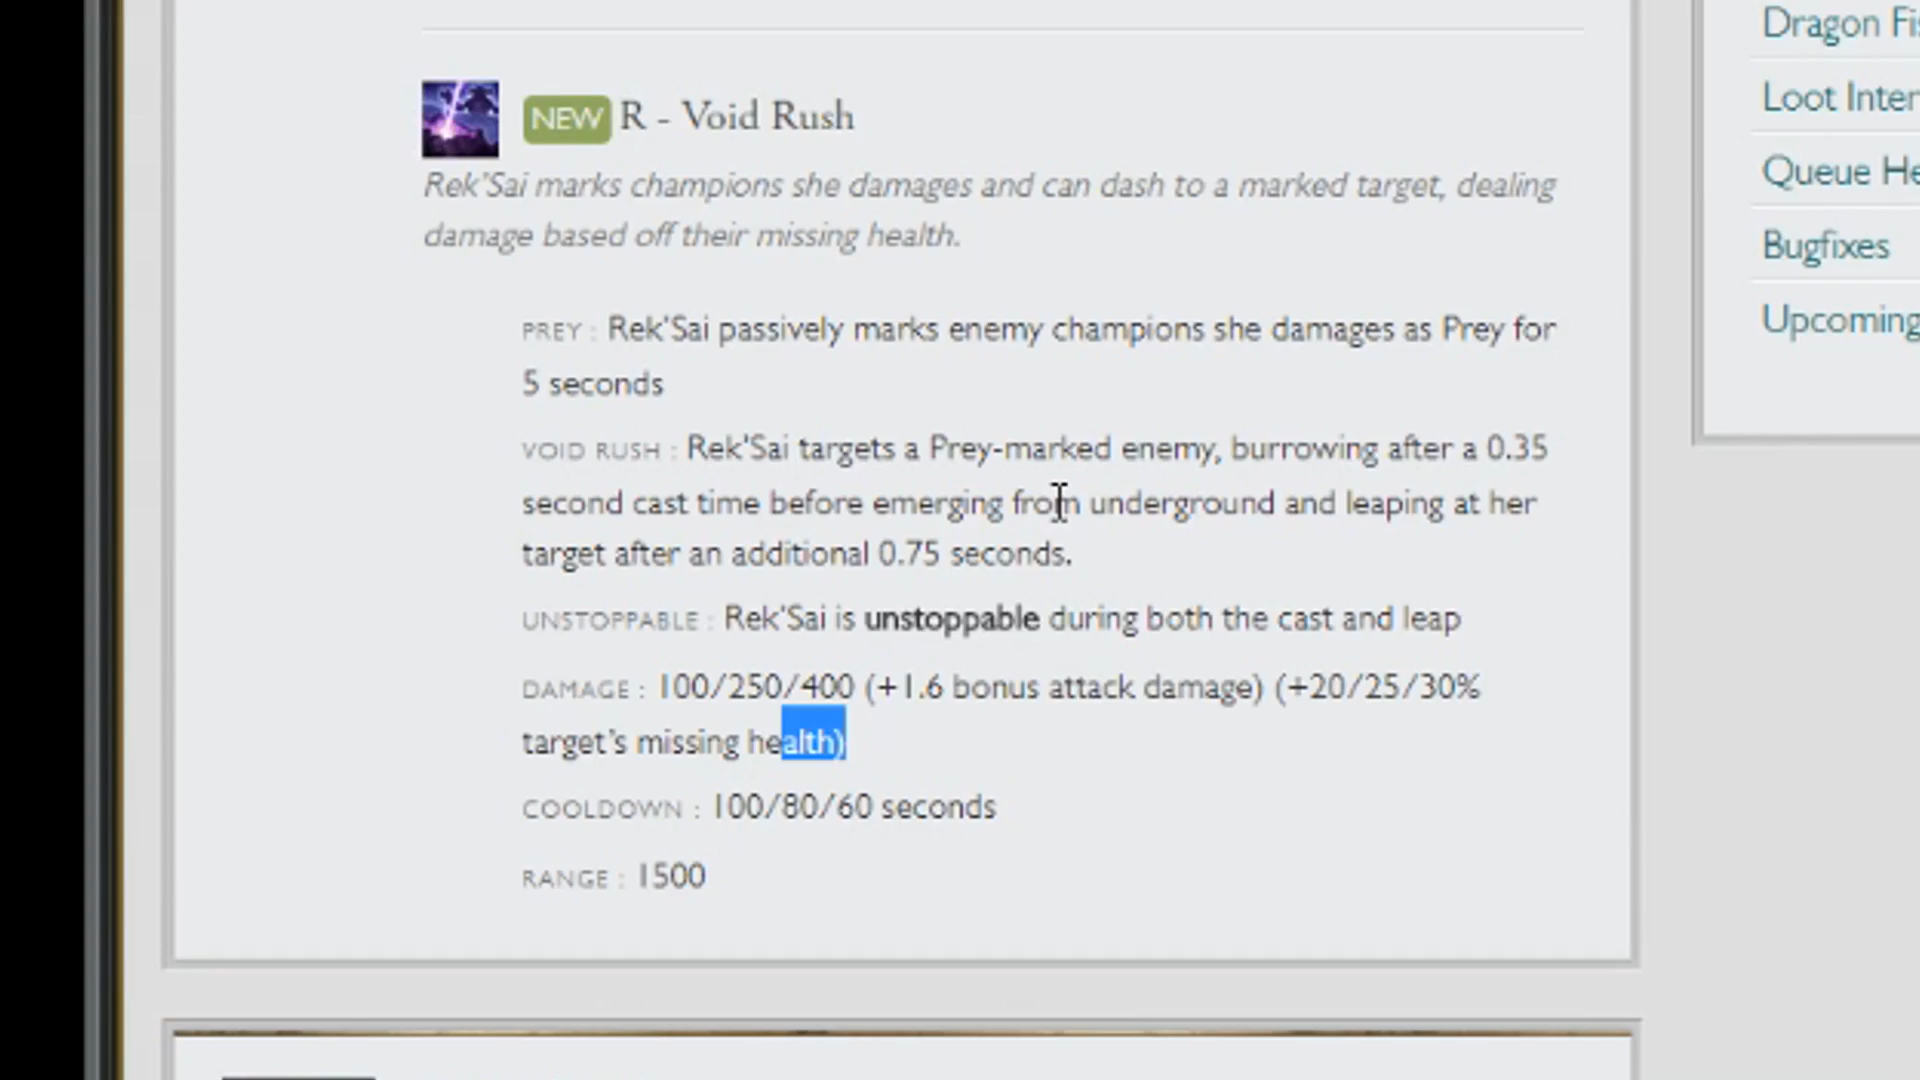 NEW R - Void Rush
Rek'Sai marks champions she damages and can dash to a marked target, dealing
damage based off their missing health.
PREY : Rek'Sai passively marks enemy champions she damages as Prey for
5 seconds
VOID RUSH : Rek'Sai targets a Prey-marked enemy, burrowing after a 0.35
second cast time before emerging from underground and leaping at her
target after an additional 0.75 seconds.
UNSTOPPABLE : Rek'Sai is unstoppable during both the cast and leap
DAMAGE : 100/250/400 (+1.6 bonus attack damage) (+20/25/30%
target's missing health)
COOLDOWN : 100/80/60 seconds
RANGE : 1500
Dragon Fis
Loot Inter
Queue He
Bugfixes
Upcoming